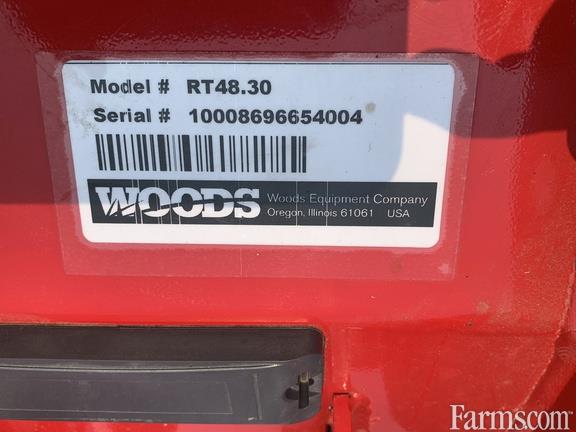 Model # RT48.30
Serial # 10008696654004
WOODS Woods Equipment Company
Oregon, Illinois 61061 USA
Farms.com